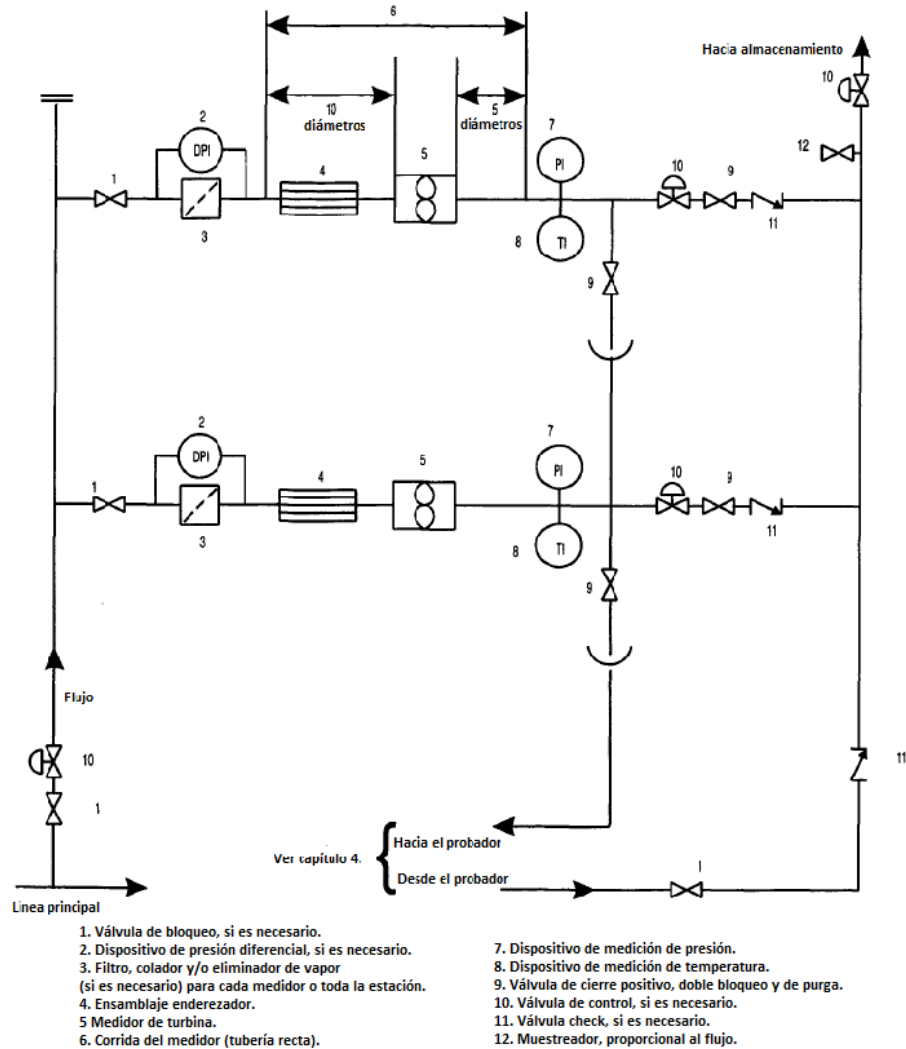 6
Hacia almacenamiento
10
10
diámetros
5
diámetros
2
7
12
DPI
5
PI
10
9
1
4
3
8
TI
11
9
2
7
DPI
5
PI
10
9
1
4
3
8
TI
11
9
Flujo
10
11
1
Ver capítulo 4.
Hacia el probador
Desde el probador
1
Línea principal
1. Válvula de bloqueo, si es necesario.
2. Dispositivo de presión diferencial, si es necesario.
3. Filtro, colador y/o eliminador de vapor
(si es necesario) para cada medidor o toda la estación.
4. Ensamblaje enderezador.
5 Medidor de turbina.
6. Corrida del medidor (tubería recta).
7. Dispositivo de medición de presión.
8. Dispositivo de medición de temperatura.
9. Válvula de cierre positivo, doble bloqueo y de purga.
10. Válvula de control, si es necesario.
11. Válvula check, si es necesario.
12. Muestreador, proporcional al flujo.